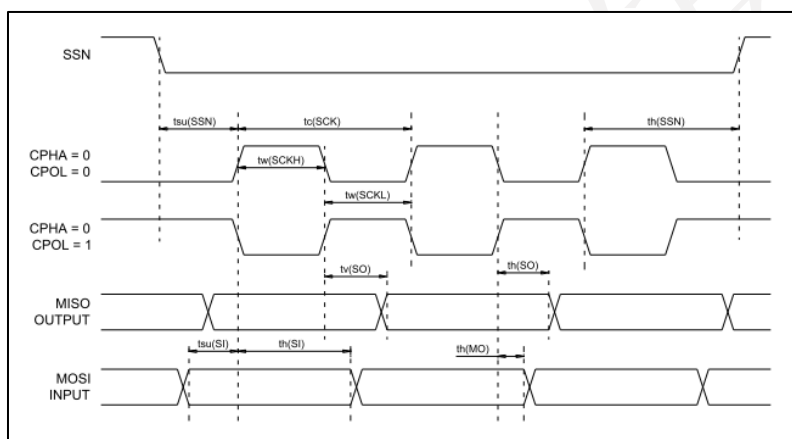 SSN
tsu(SSN)
tc(SCK)
th(SSN)
CPHA = 0
CPOL = 0
tw(SCKH)
tw(SCKL)
CPHA = 0
CPOL = 1
tv(SO)
th(SO)
MISO
OUTPUT
tsu(SI)
th(SI)
th(MO)
MOSI
INPUT